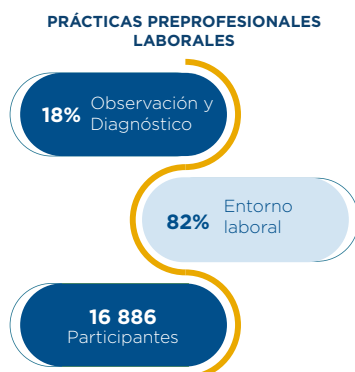 PRÁCTICAS PREPROFESIONALES
LABORALES
18% Observación y
Diagnóstico
82% Entorno
laboral
16 886
Participantes